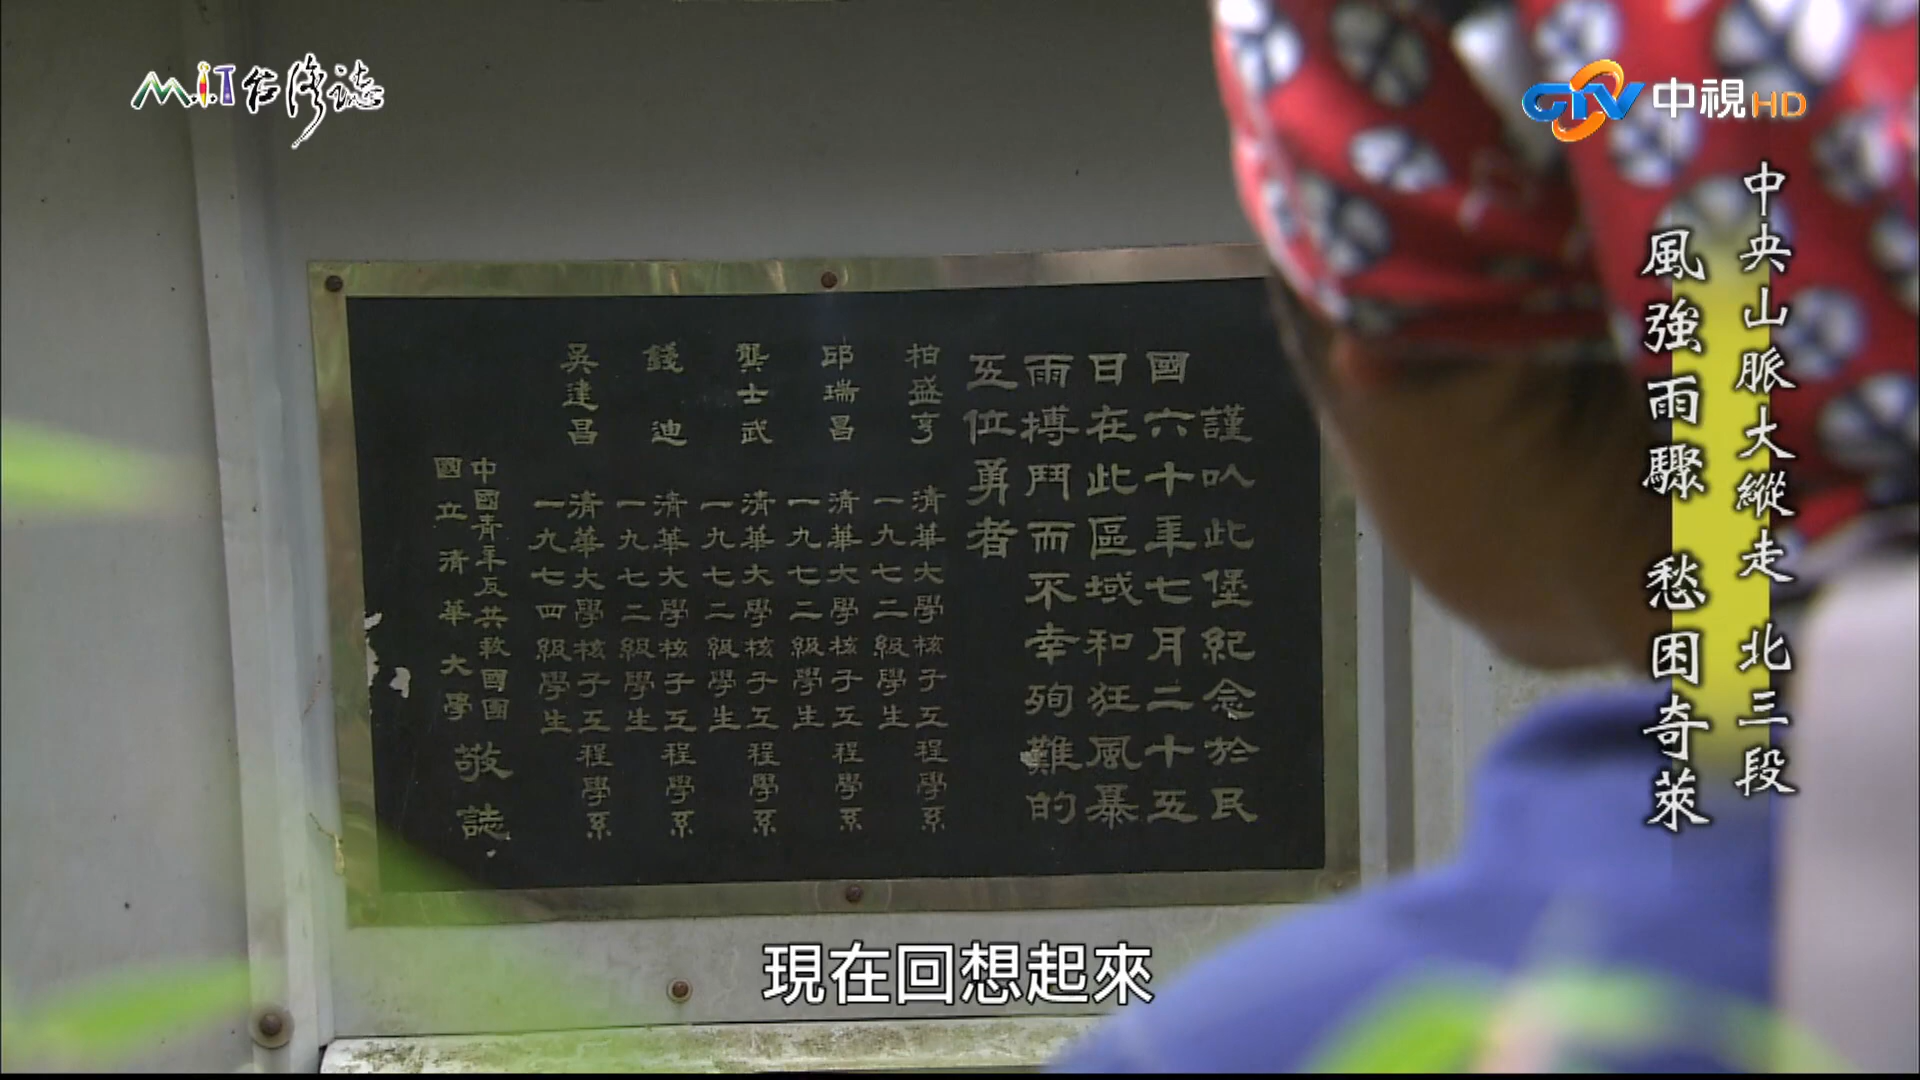 M.I.T台灣誌
CTV中視HD
中央山脈大縱走 北三段
風強雨驟 愁困奇萊
謹以此堡紀念於民
國六十年七月二十五
日在此區域和狂風暴
雨搏鬥而不幸殉難的
五位勇者
柏盛亨 清華大學核子工程學系
一九七二級學生
邱瑞昌 清華大學核子工程學系
一九七二級學生
龔士武 清華大學核子工程學系
一九七二級學生
錢迪 清華大學核子工程學系
一九七二級學生
吳建昌 清華大學核子工程學系
一九七四級學生
中國青年反共救國團
國立清華大學
敬誌
現在回想起來